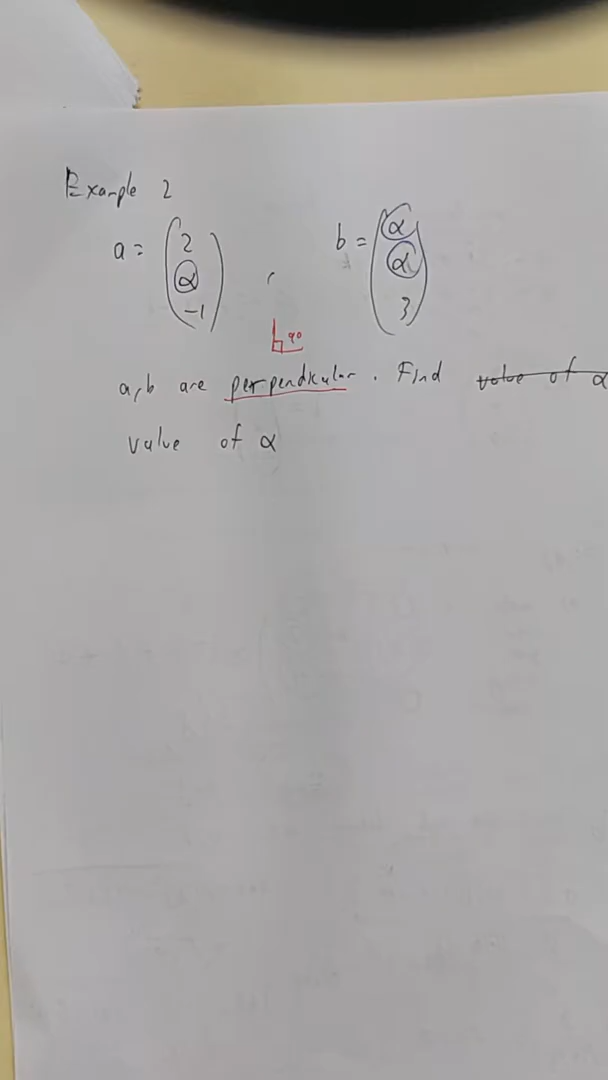 Example 2
a = (2 α -1) , b = (α α 3)
90
a,b are perpendicular. Find value of α
value of α